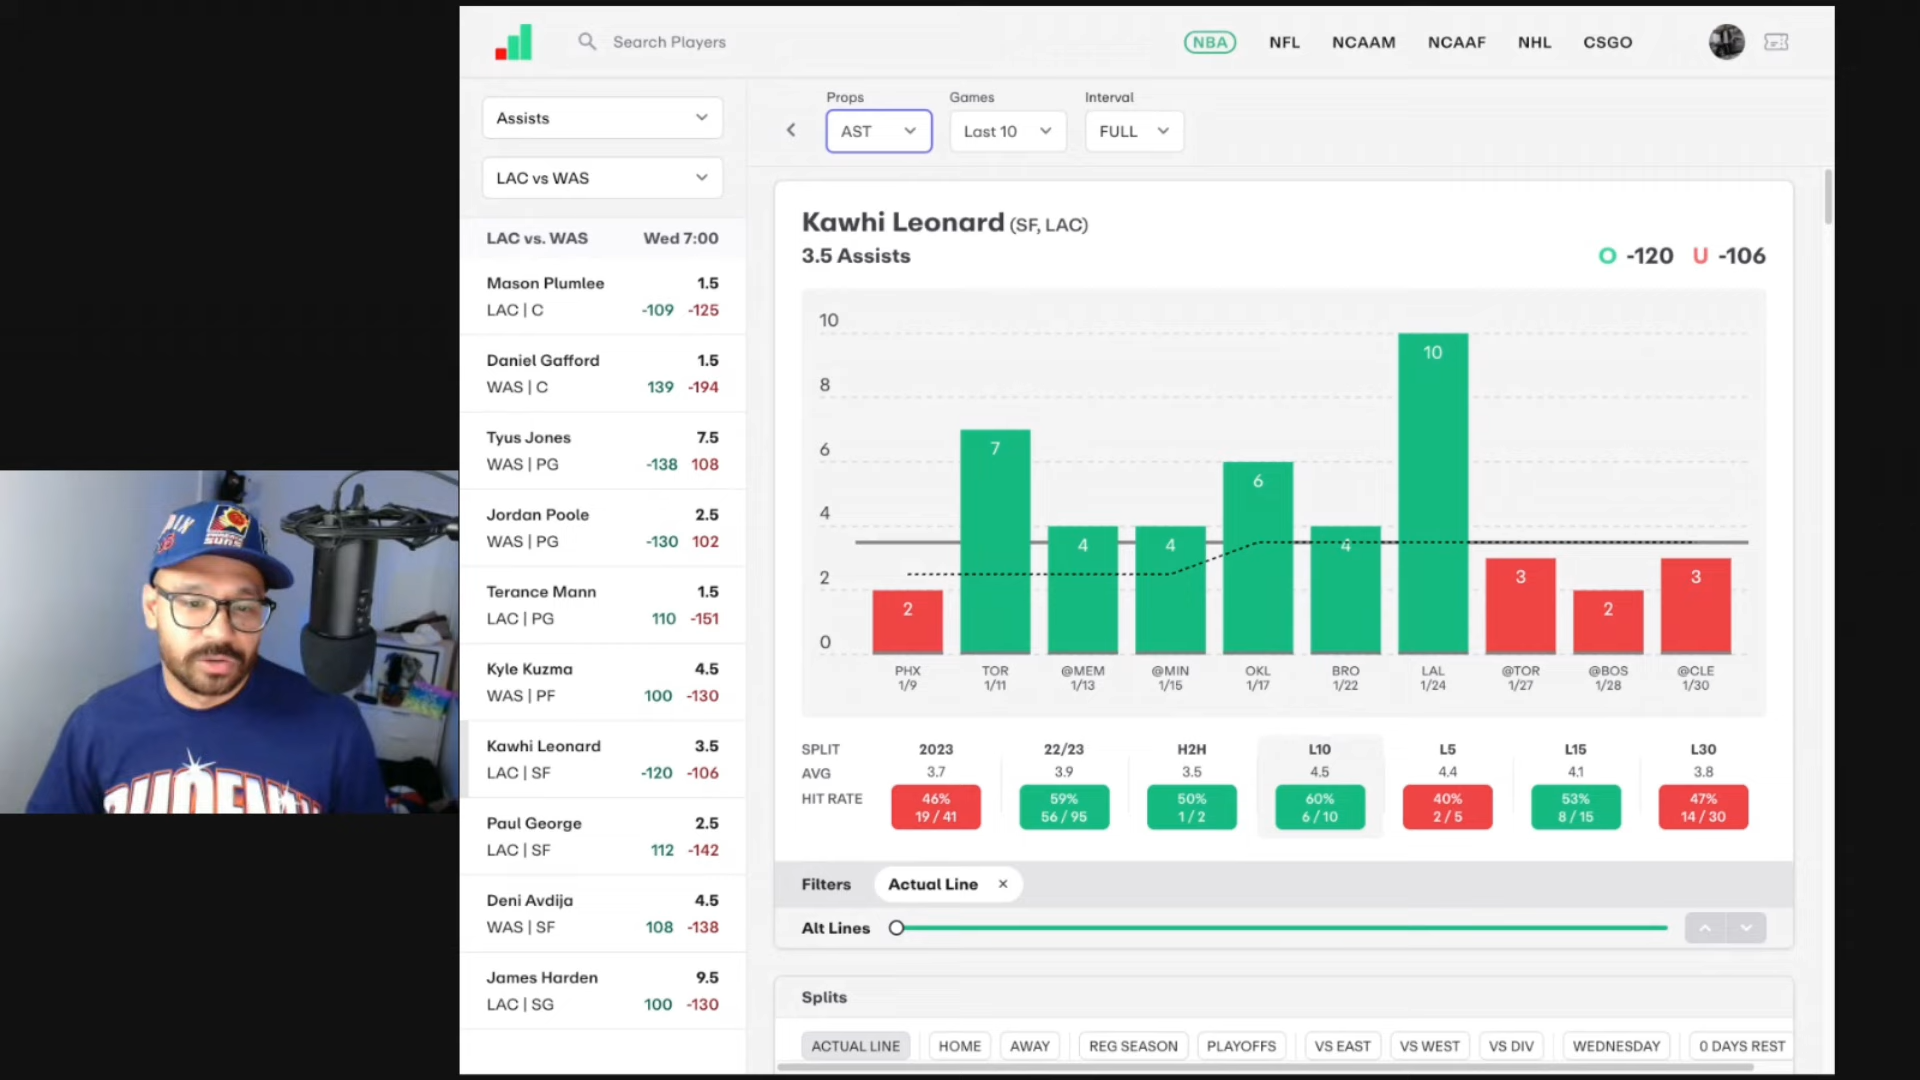 Search Players
NBA NFL NCAAM NCAAF NHL CSGO
Assists
LAC vs WAS
LAC vs. WAS Wed 7:00
Mason Plumlee 1.5
LAC | C -109 -125
Daniel Gafford 1.5
WAS | C 139 -194
Tyus Jones 7.5
WAS | PG -138 108
Jordan Poole 2.5
WAS | PG -130 102
Terance Mann 1.5
LAC | PG 110 -151
Kyle Kuzma 4.5
WAS | PF 100 -130
Kawhi Leonard 3.5
LAC | SF -120 -106
Paul George 2.5
LAC | SF 112 -142
Deni Avdija 4.5
WAS | SF 108 -138
James Harden 9.5
LAC | SG 100 -130
Props Games Interval
AST Last 10 FULL
Kawhi Leonard (SF, LAC)
3.5 Assists O -120 U -106
10
8
6
4
2
0
2 7 4 4 6 4 10 3 2 3
PHX TOR @MEM @MIN OKL BRO LAL @TOR @BOS @CLE
1/9 1/11 1/13 1/15 1/17 1/22 1/24 1/27 1/28 1/30
SPLIT 2023 22/23 H2H L10 L5 L15 L30
AVG 3.7 3.9 3.5 4.5 4.4 4.1 3.8
HIT RATE 46% 59% 50% 60% 40% 53% 47%
19 / 41 56 / 95 1 / 2 6 / 10 2 / 5 8 / 15 14 / 30
Filters Actual Line ×
Alt Lines
Splits
ACTUAL LINE HOME AWAY REG SEASON PLAYOFFS VS EAST VS WEST VS DIV WEDNESDAY 0 DAYS REST
SUNS